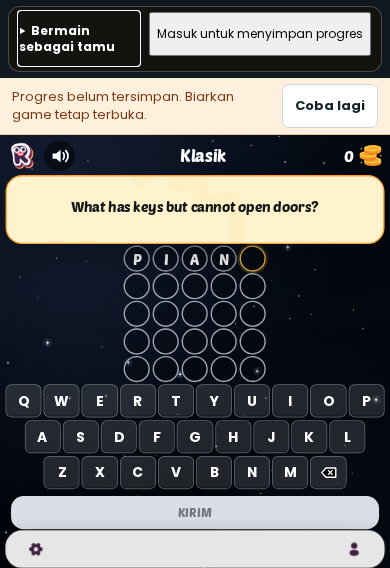 ▸ Bermain sebagai tamu
Masuk untuk menyimpan progres
Progres belum tersimpan. Biarkan
game tetap terbuka.
Coba lagi
Klasik
0
What has keys but cannot open doors?
P I A N
Q W E R T Y U I O P
A S D F G H J K L
Z X C V B N M
KIRIM